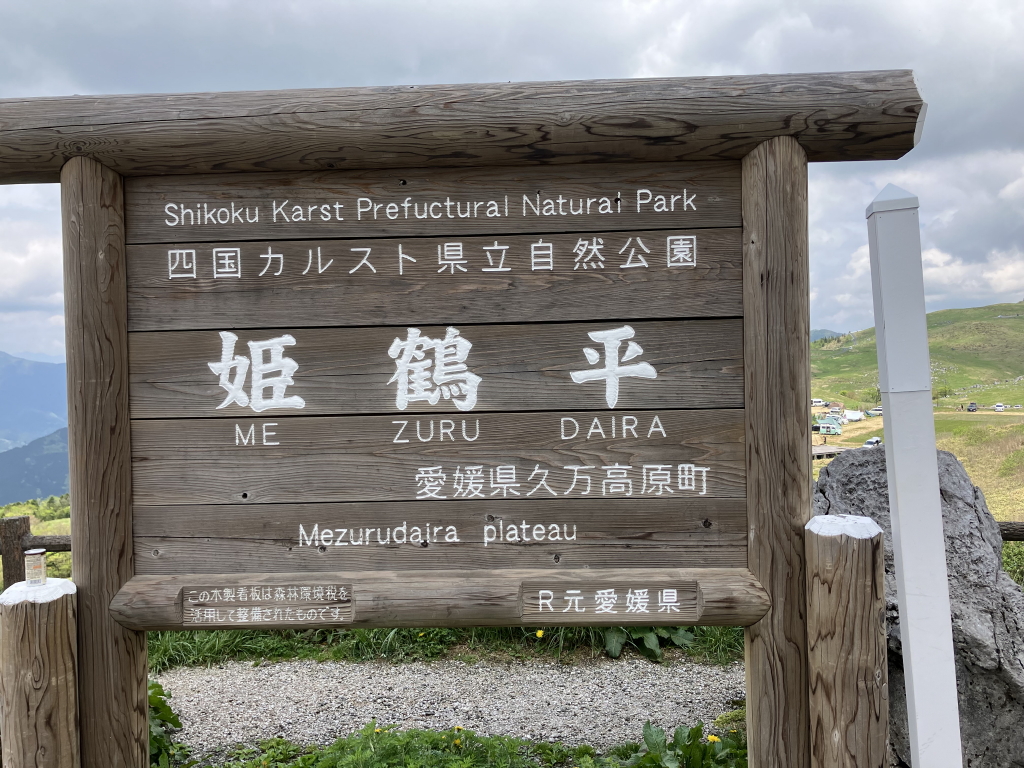 Shikoku Karst Prefuctural Natural Park
四国カルスト県立自然公園
姫鶴平
ME ZURU DAIRA
愛媛県久万高原町
Mezurudaira plateau
この木製看板は森林環境税を
活用して整備されたものです。
R元愛媛県